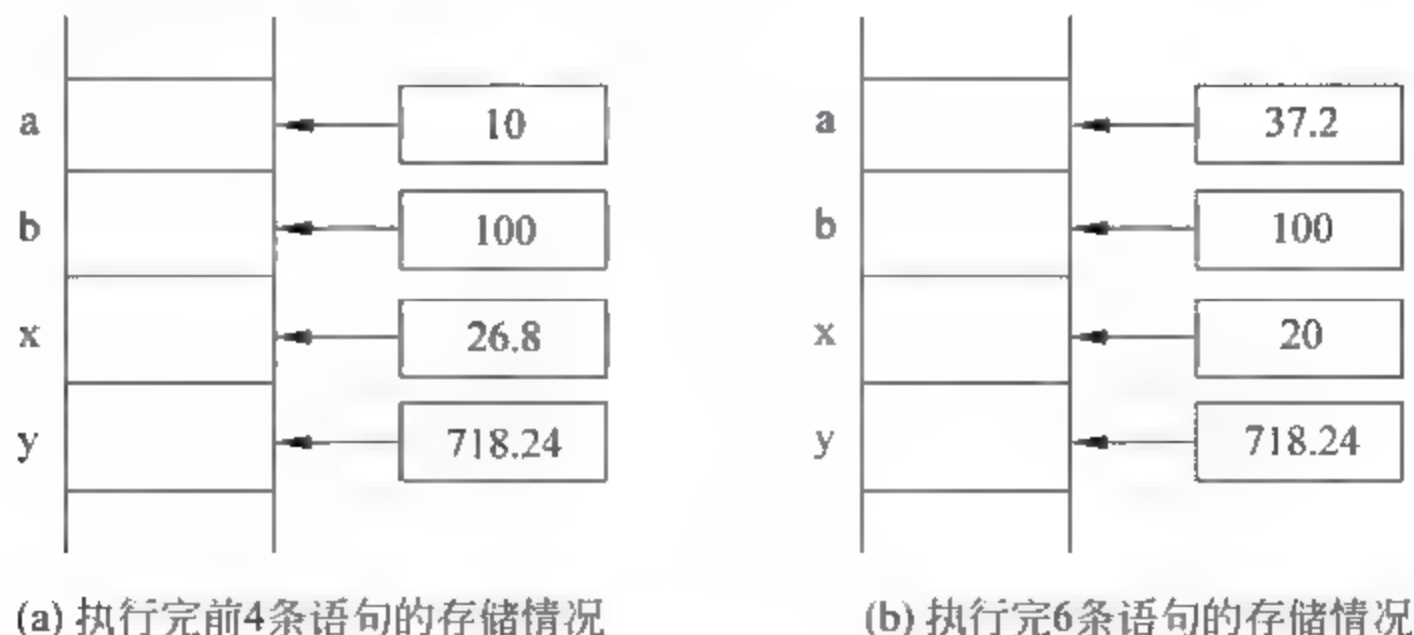 a 10 a 37.2
b 100 b 100
x 26.8 x 20
y 718.24 y 718.24
(a) 执行完前4条语句的存储情况 (b) 执行完6条语句的存储情况